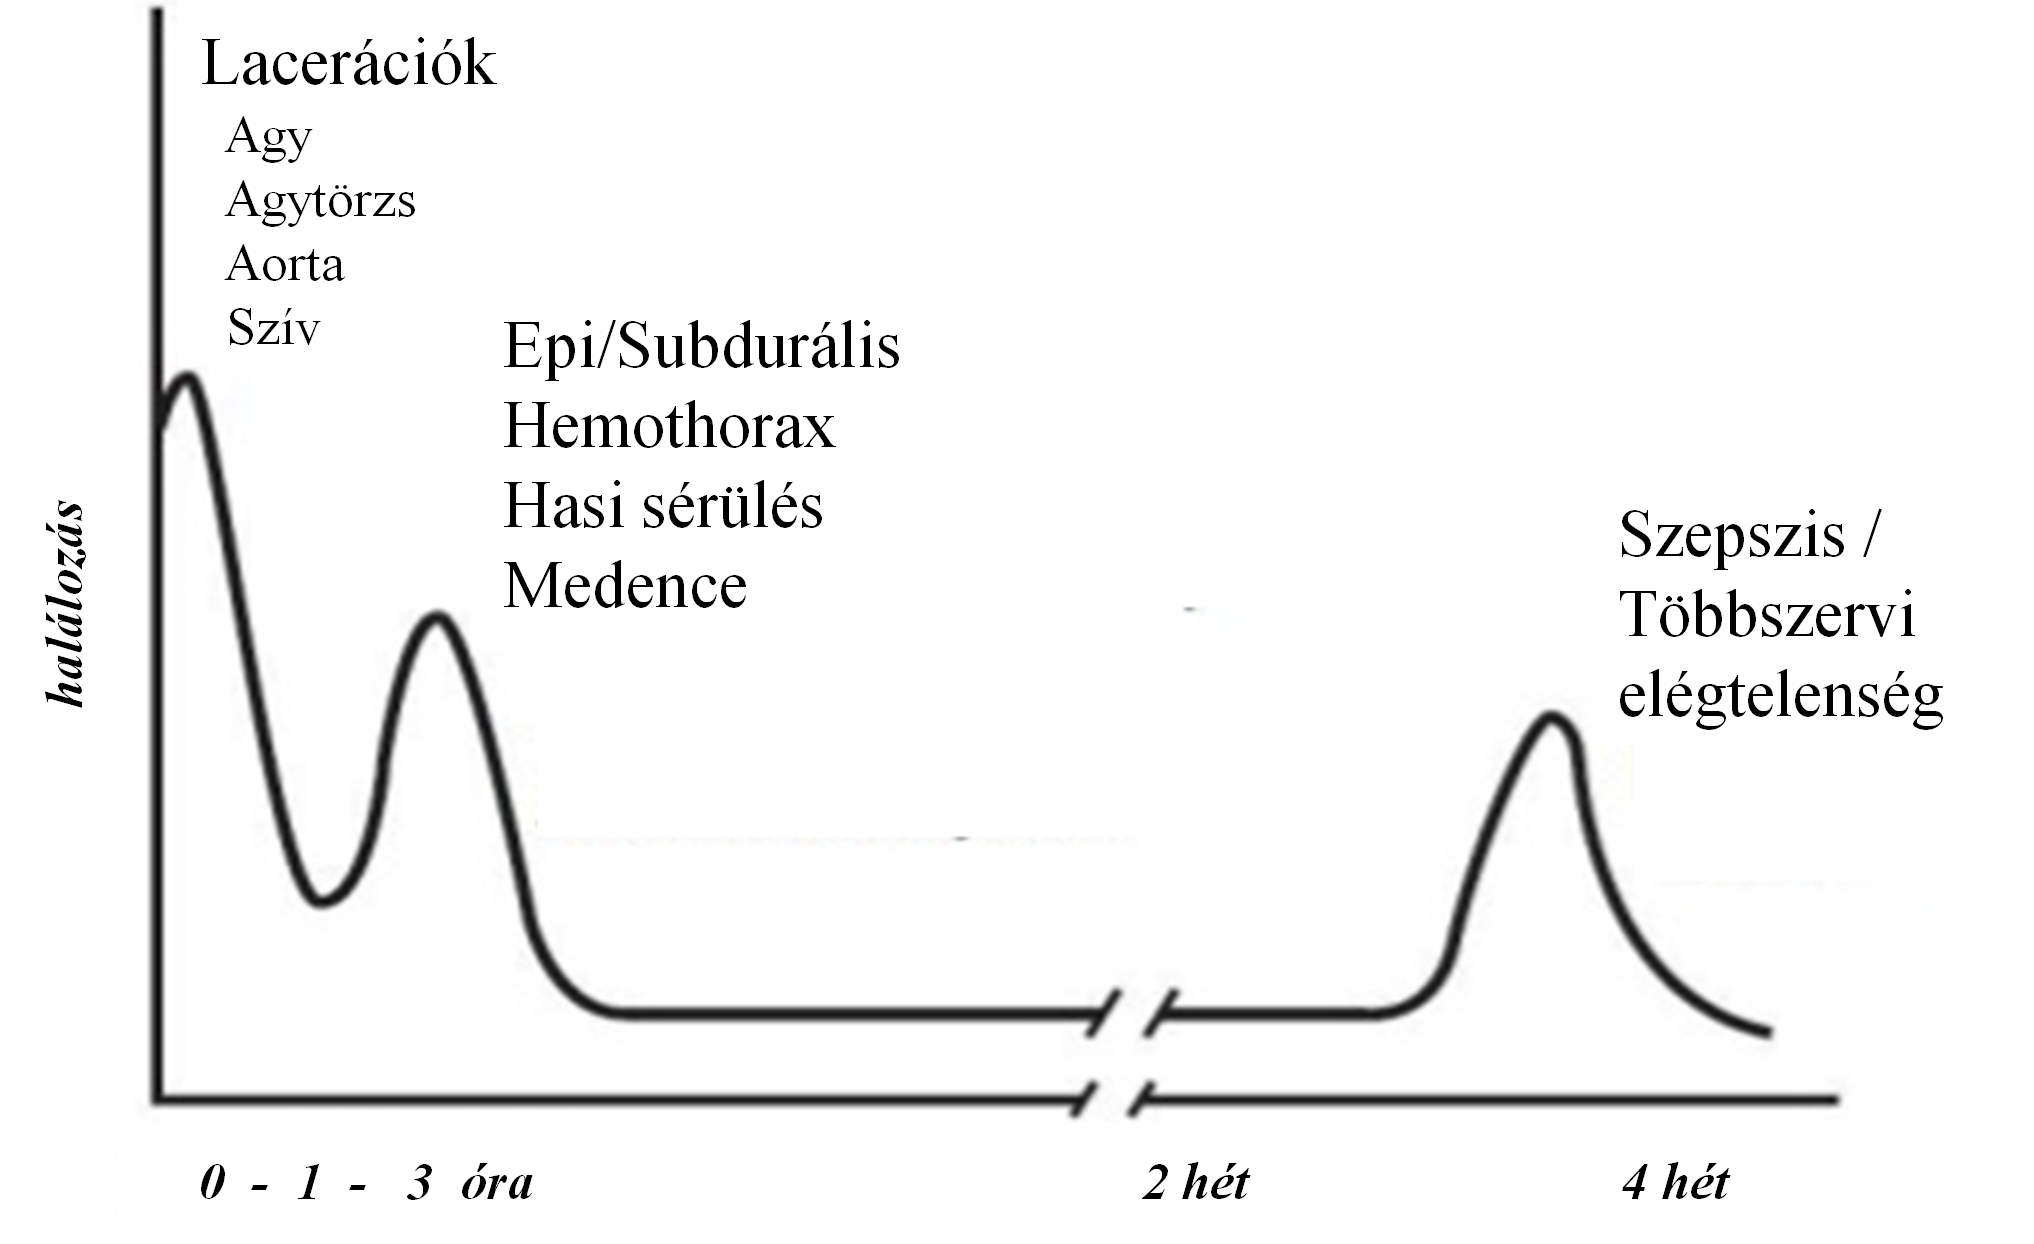 Lacerációk
Agy
Agytörzs
Aorta
Szív
Epi/Subdurális
Hemothorax
Hasi sérülés
Medence
Szepszis /
Többszervi
elégtelenség
halálozás
0 - 1 - 3 óra
2 hét
4 hét